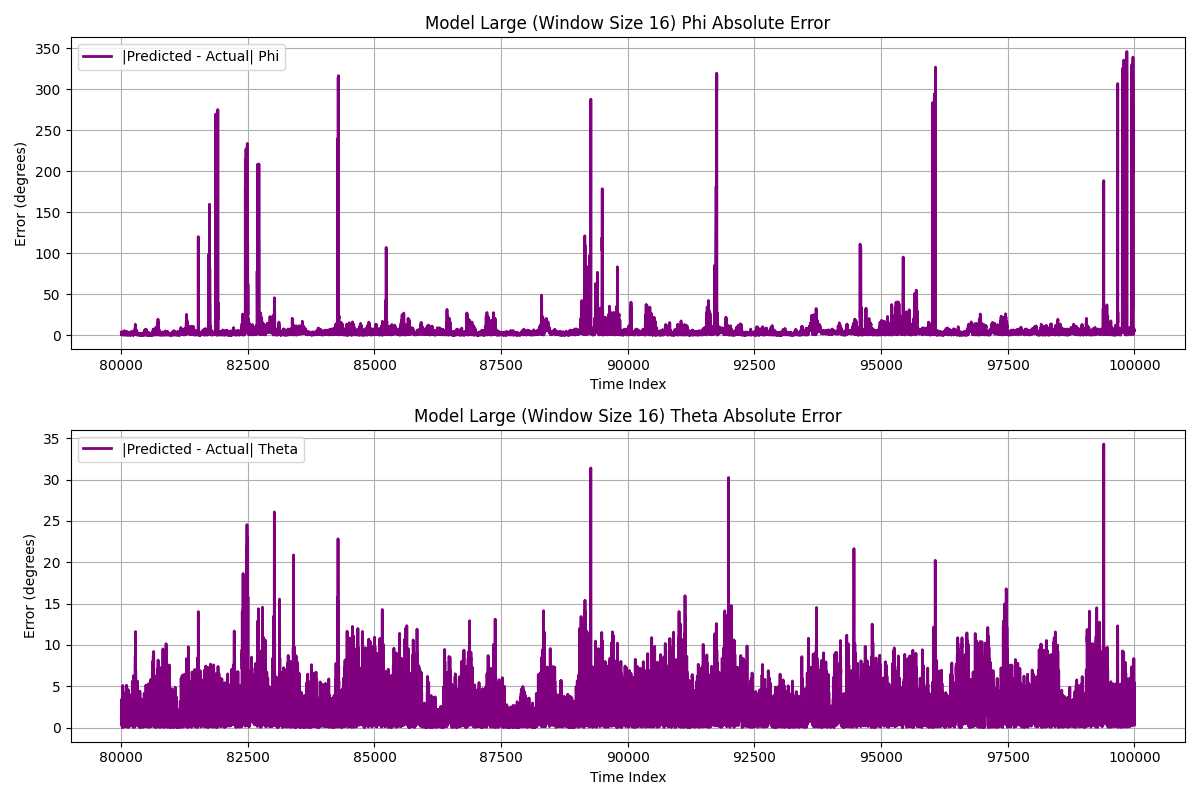 Model Large (Window Size 16) Phi Absolute Error
|Predicted - Actual| Phi
Error (degrees)
350
300
250
200
150
100
50
0
80000 82500 85000 87500 90000 92500 95000 97500 100000
Time Index
Model Large (Window Size 16) Theta Absolute Error
|Predicted - Actual| Theta
Error (degrees)
35
30
25
20
15
10
5
0
80000 82500 85000 87500 90000 92500 95000 97500 100000
Time Index